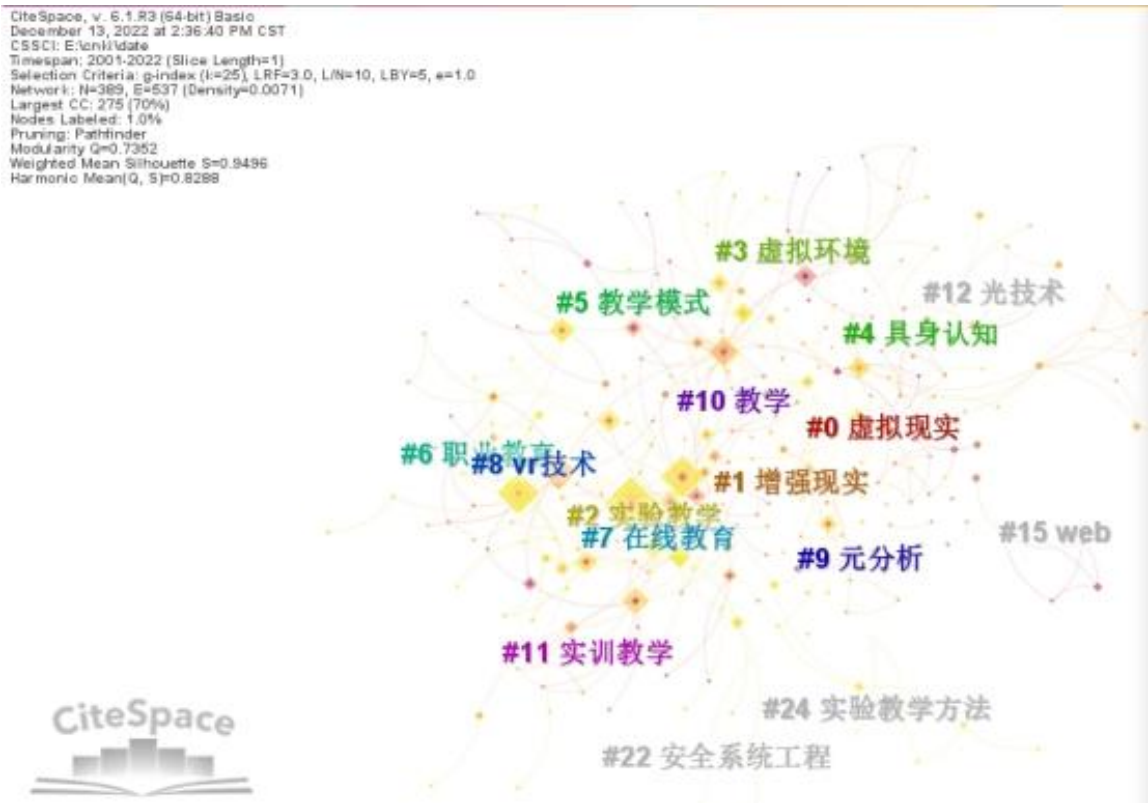 CiteSpace, v. 6.1.R3 (64-bit) Basic
December 13, 2022 at 2:36:40 PM CST
CSSCI: E:\cnki\date
Timespan: 2001-2022 (Slice Length=1)
Selection Criteria: g-index (k=25), LRF=3.0, L/N=10, LBY=5, e=1.0
Network: N=389, E=537 (Density=0.0071)
Largest CC: 275 (70%)
Nodes Labeled: 1.0%
Pruning: Pathfinder
Modularity Q=0.7352
Weighted Mean Silhouette S=0.9496
Harmonic Mean(Q, S)=0.8288
#3 虚拟环境
#12 光技术
#5 教学模式
#4 具身认知
#10 教学
#0 虚拟现实
#6 职业教育
#8 vr技术
#1 增强现实
#2 实验教学
#15 web
#7 在线教育
#9 元分析
#11 实训教学
#24 实验教学方法
#22 安全系统工程
CiteSpace